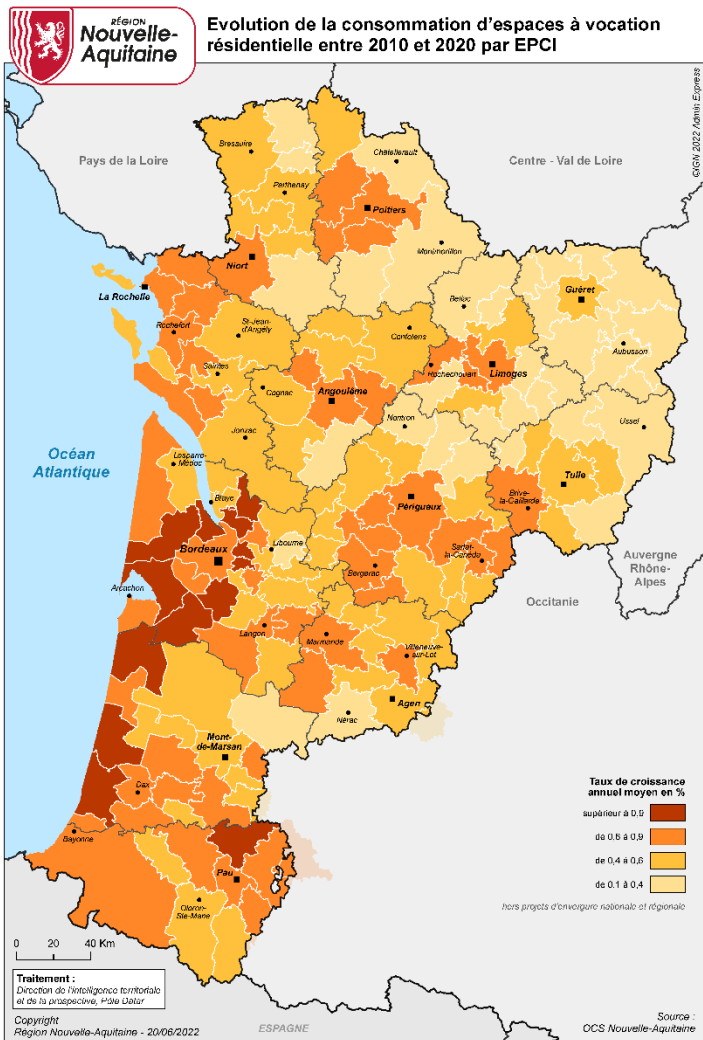 RÉGION
Nouvelle-
Aquitaine
Evolution de la consommation d'espaces à vocation
résidentielle entre 2010 et 2020 par EPCI
©IGN 2022 Admin Express
Pays de la Loire
Centre - Val de Loire
Bressuire
Châtellerault
Parthenay
Poitiers
Montmorillon
Niort
La Rochelle
Bellac
Guéret
Rochefort
St-Jean-
d'Angély
Confolens
Aubusson
Saintes
Rochechouart
Limoges
Cognac
Angoulême
Nontron
Ussel
Jonzac
Océan
Atlantique
Lesparre-
Médoc
Tulle
Blaye
Périgueux
Brive-
la-Gaillarde
Bordeaux
Libourne
Sarlat-
la-Canéda
Auvergne
Rhône-
Alpes
Arcachon
Bergerac
Occitanie
Langon
Marmande
Villeneuve-
sur-Lot
Agen
Nérac
Mont-
de-Marsan
Dax
Taux de croissance
annuel moyen en %
supérieur à 0,9
de 0,6 à 0,9
de 0,4 à 0,6
de 0,1 à 0,4
hors projets d'envergure nationale et régionale
Bayonne
Pau
Oloron-
Ste-Marie
0 20 40 Km
Traitement :
Direction de l'intelligence territoriale
et de la prospective, Pôle Datar
Copyright
Région Nouvelle-Aquitaine - 20/06/2022
ESPAGNE
Source :
OCS Nouvelle-Aquitaine